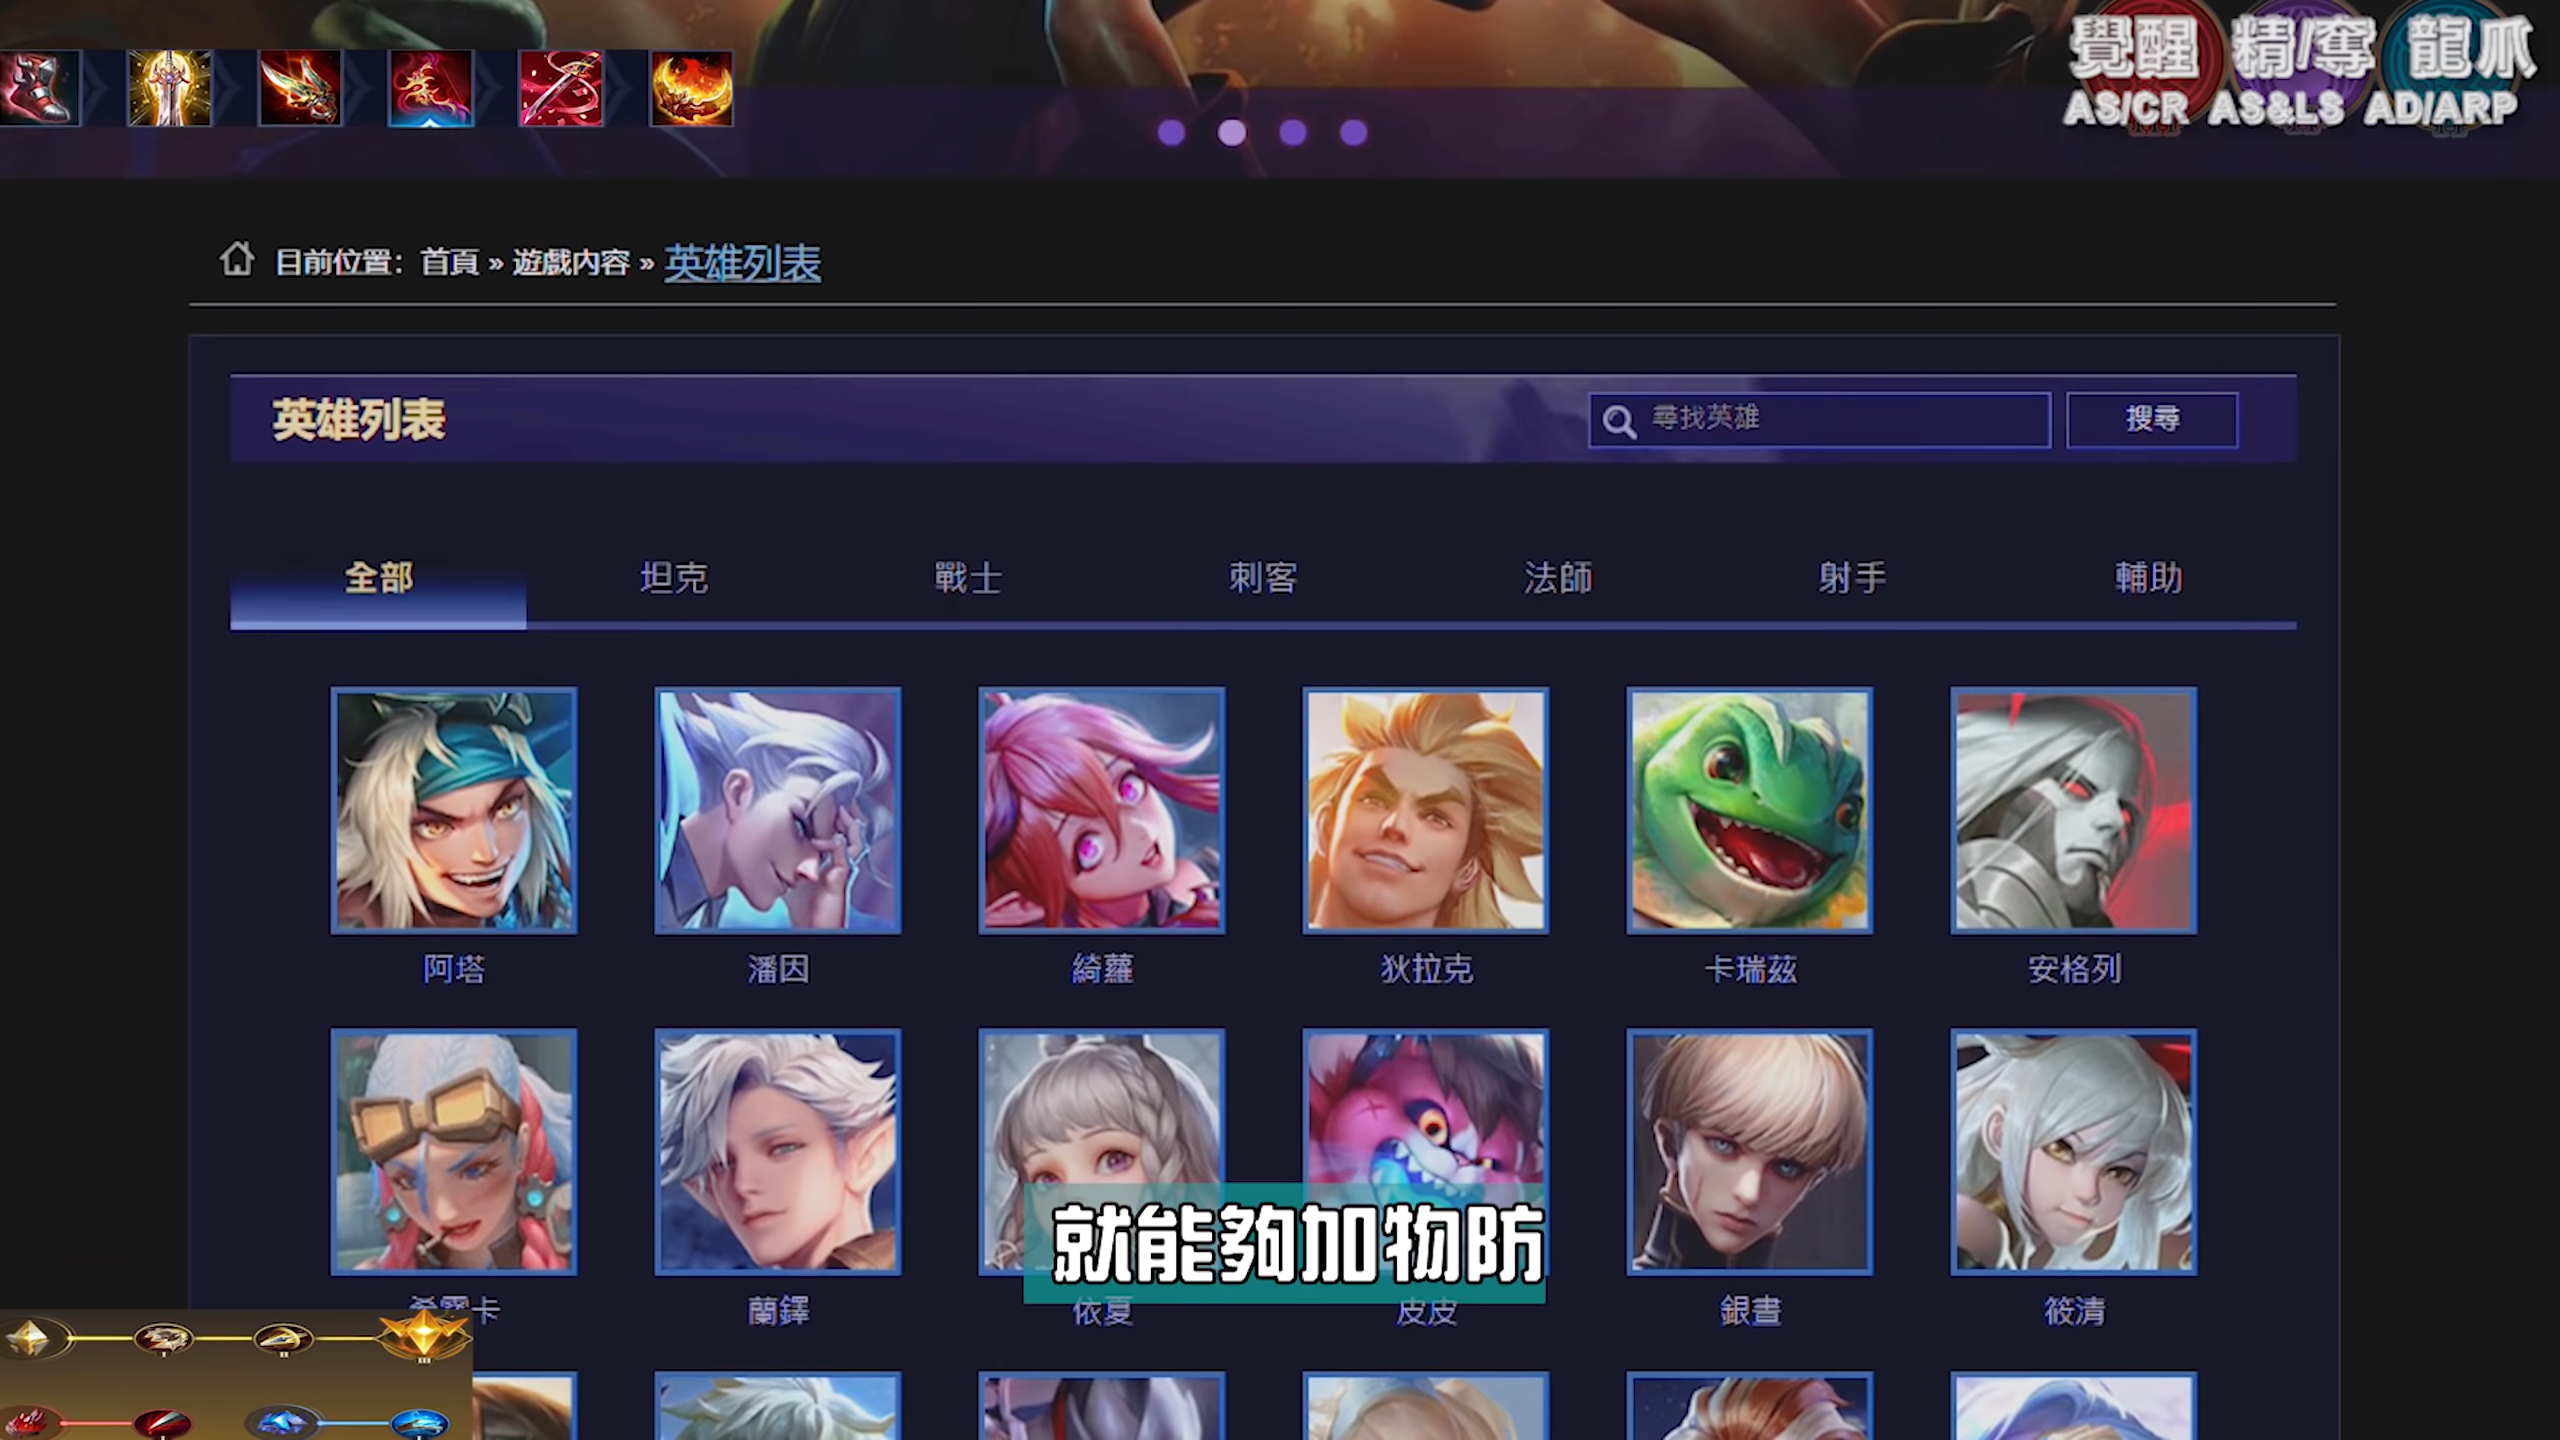 覺醒 精/奪 龍爪
AS/CR AS&LS AD/ARP
目前位置： 首頁 » 遊戲內容 » 英雄列表
英雄列表
尋找英雄
搜尋
全部 坦克 戰士 刺客 法師 射手 輔助
阿塔 潘因 綺蘿 狄拉克 卡瑞茲 安格列
就能夠加物防
卡 蘭鐸 依夏 皮皮 銀晝 筱清